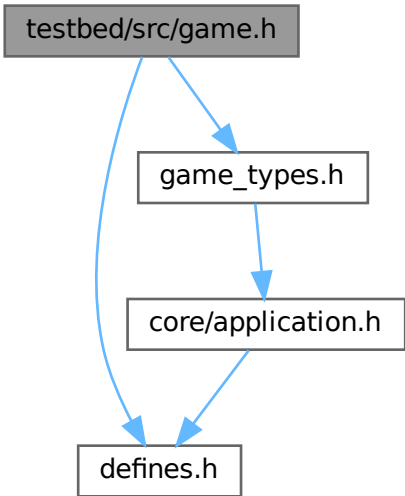 testbed/src/game.h
game_types.h
core/application.h
defines.h